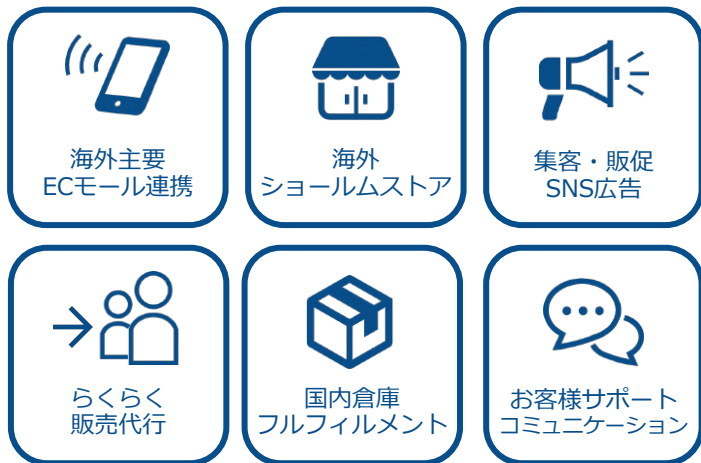 海外主要
ECモール連携
海外
ショールムストア
集客・販促
SNS広告
らくらく
販売代行
国内倉庫
フルフィルメント
お客様サポート
コミュニケーション